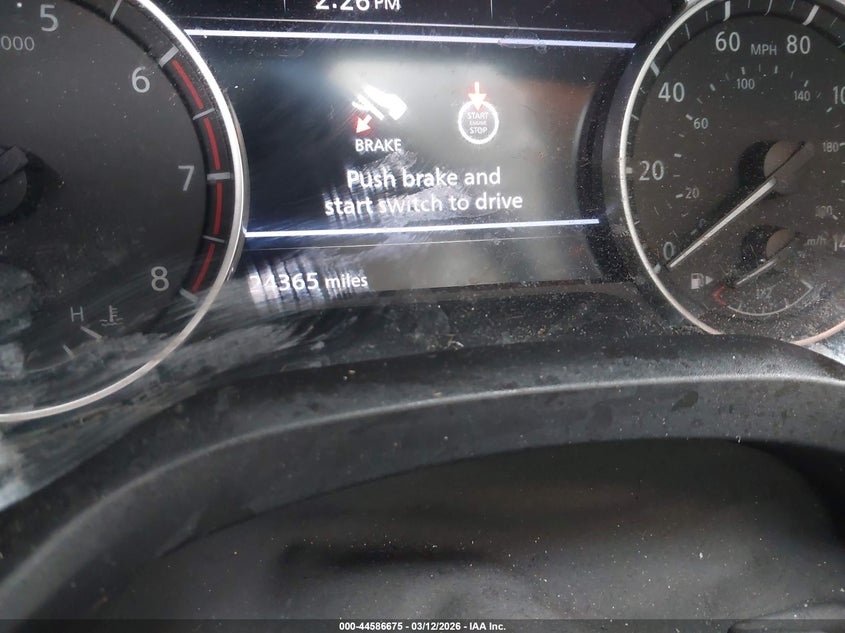 2:26 PM
5
000
6
7
8
H
BRAKE
START
ENGINE
STOP
Push brake and
start switch to drive
24365 miles
0
20
40
60
MPH
80
20
60
100
140
180
km/h
000-44586675 - 03/12/2026 - IAA Inc.